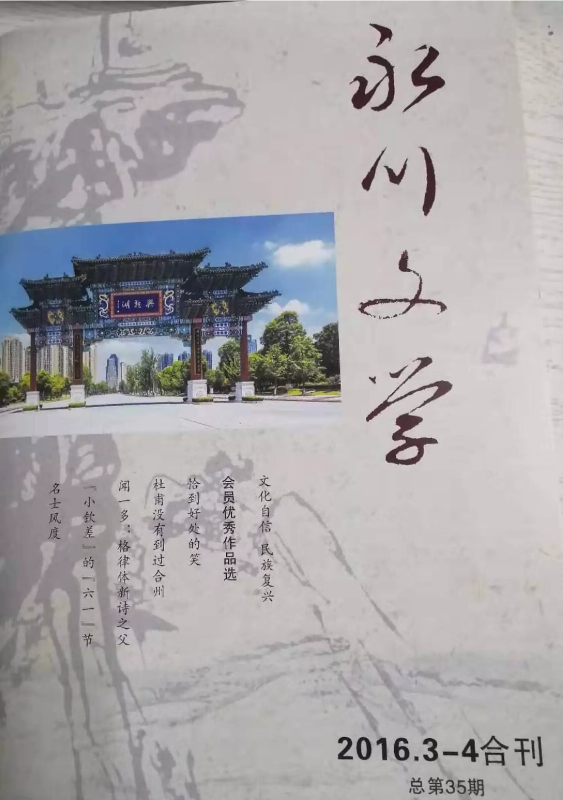 永川文学
兴龙湖
文化自信 民族复兴
会员优秀作品选
恰到好处的笑
杜甫没有到过合州
闻一多：格律体新诗之父
『小钦差』的『六一』节
名士风度
2016.3-4合刊
总第35期